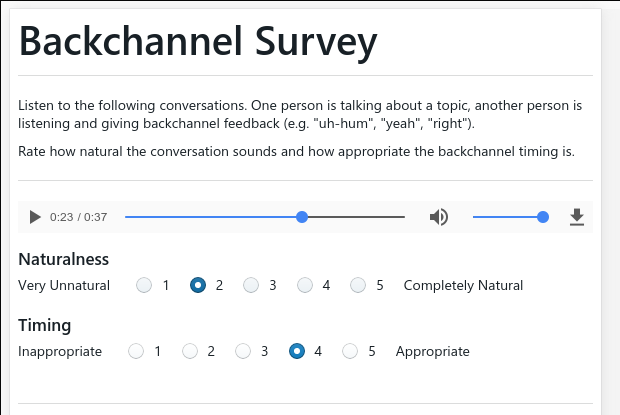 Backchannel Survey
Listen to the following conversations. One person is talking about a topic, another person is
listening and giving backchannel feedback (e.g. "uh-hum", "yeah", "right").
Rate how natural the conversation sounds and how appropriate the backchannel timing is.
0:23 / 0:37
Naturalness
Very Unnatural 1 2 3 4 5 Completely Natural
Timing
Inappropriate 1 2 3 4 5 Appropriate